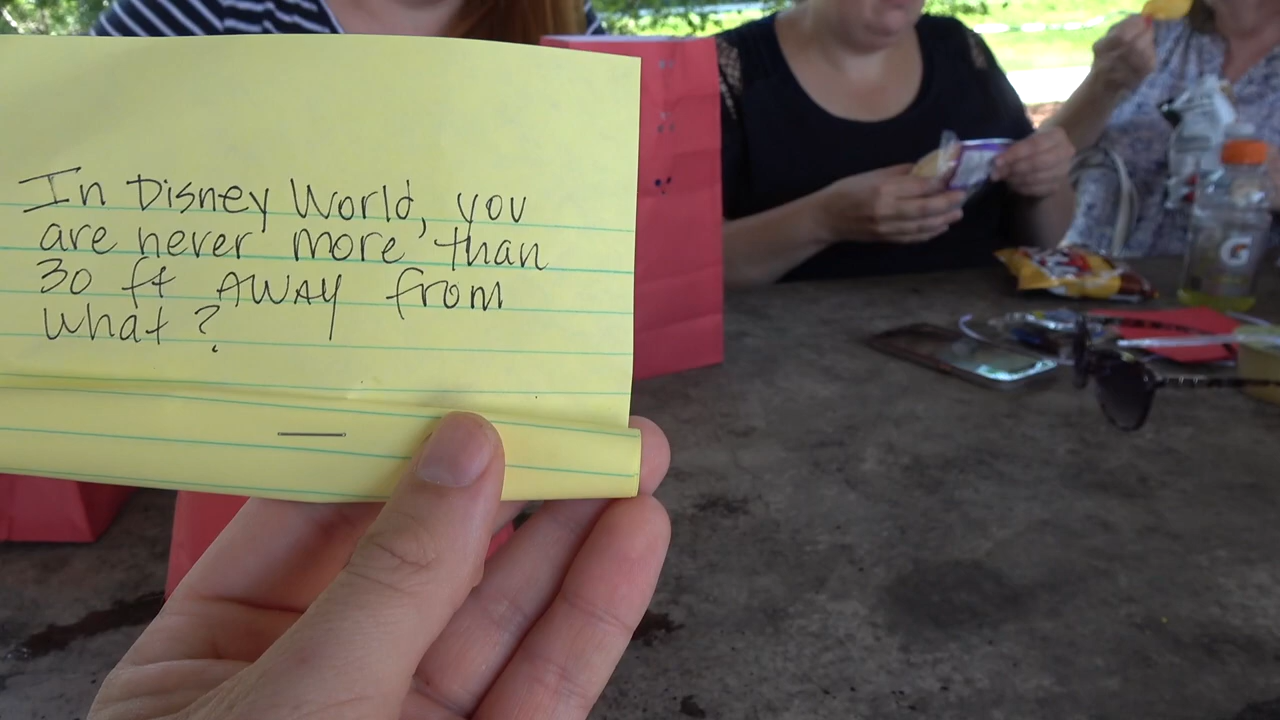 In Disney World, you
are never more than
30 ft AWAY from
what?
G